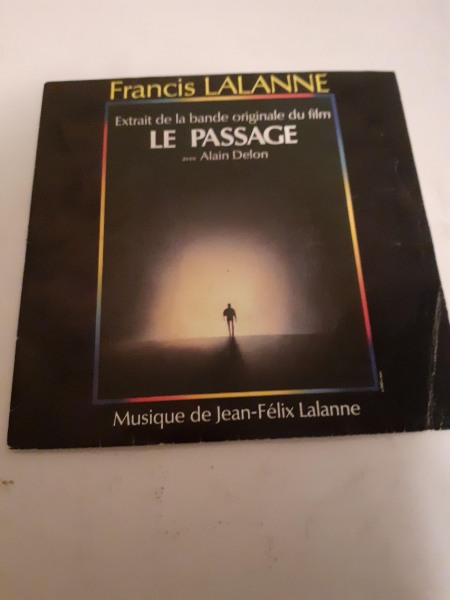 Francis LALANNE
Extrait de la bande originale du film
LE PASSAGE
avec Alain Delon
Musique de Jean-Félix Lalanne